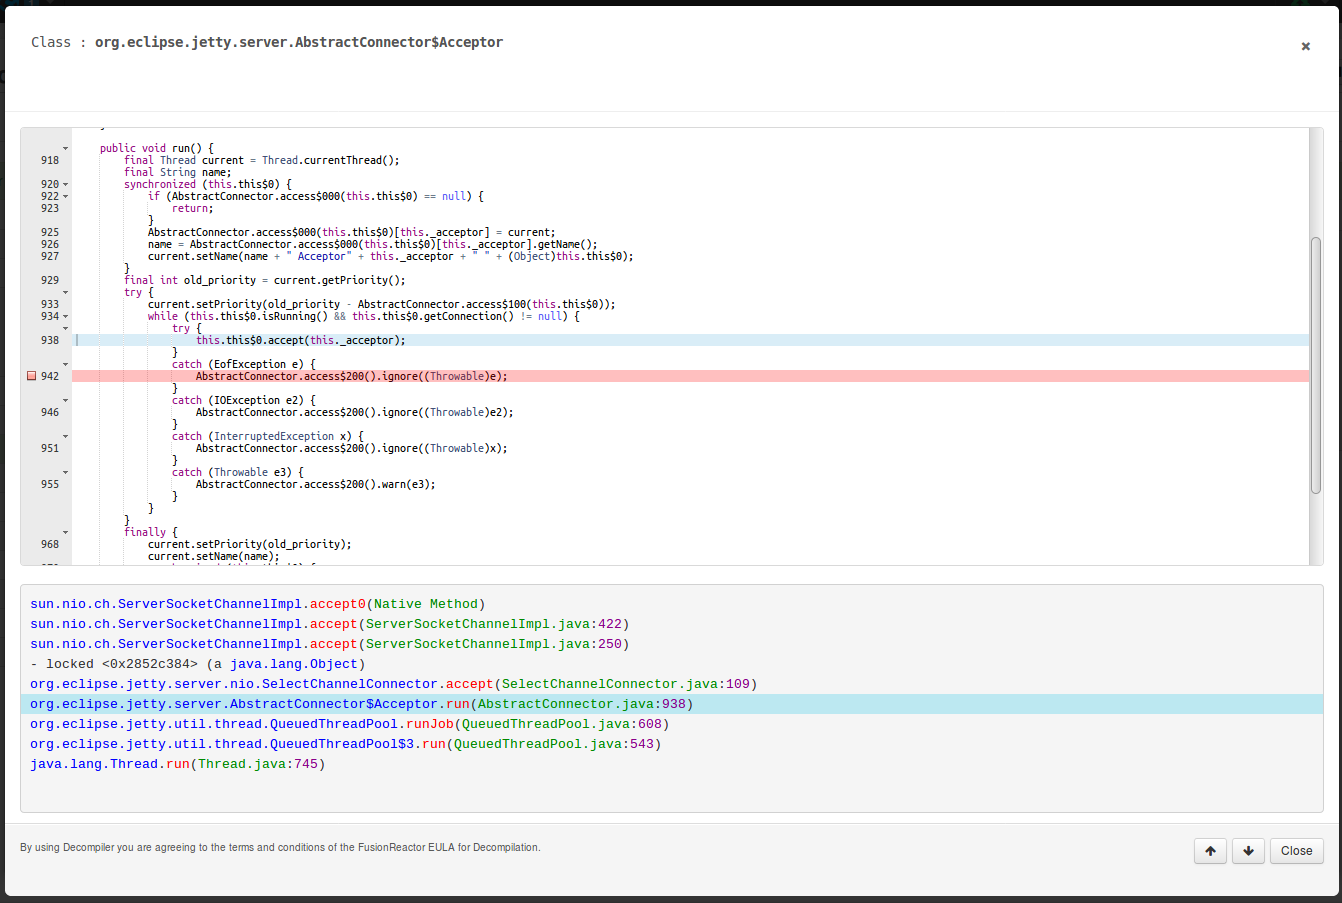 Class : org.eclipse.jetty.server.AbstractConnector$Acceptor
×
public void run() {
918 final Thread current = Thread.currentThread();
final String name;
920 synchronized (this.this$0) {
922 if (AbstractConnector.access$000(this.this$0) == null) {
923 return;
}
925 AbstractConnector.access$000(this.this$0)[this._acceptor] = current;
926 name = AbstractConnector.access$000(this.this$0)[this._acceptor].getName();
927 current.setName(name + " Acceptor" + this._acceptor + " " + (Object)this.this$0);
}
929 final int old_priority = current.getPriority();
try {
933 current.setPriority(old_priority - AbstractConnector.access$100(this.this$0));
934 while (this.this$0.isRunning() && this.this$0.getConnection() != null) {
try {
938 this.this$0.accept(this._acceptor);
}
catch (EofException e) {
942 AbstractConnector.access$200().ignore((Throwable)e);
}
catch (IOException e2) {
946 AbstractConnector.access$200().ignore((Throwable)e2);
}
catch (InterruptedException x) {
951 AbstractConnector.access$200().ignore((Throwable)x);
}
catch (Throwable e3) {
955 AbstractConnector.access$200().warn(e3);
}
}
}
finally {
968 current.setPriority(old_priority);
current.setName(name);
sun.nio.ch.ServerSocketChannelImpl.accept0(Native Method)
sun.nio.ch.ServerSocketChannelImpl.accept(ServerSocketChannelImpl.java:422)
sun.nio.ch.ServerSocketChannelImpl.accept(ServerSocketChannelImpl.java:250)
- locked <0x2852c384> (a java.lang.Object)
org.eclipse.jetty.server.nio.SelectChannelConnector.accept(SelectChannelConnector.java:109)
org.eclipse.jetty.server.AbstractConnector$Acceptor.run(AbstractConnector.java:938)
org.eclipse.jetty.util.thread.QueuedThreadPool.runJob(QueuedThreadPool.java:608)
org.eclipse.jetty.util.thread.QueuedThreadPool$3.run(QueuedThreadPool.java:543)
java.lang.Thread.run(Thread.java:745)
By using Decompiler you are agreeing to the terms and conditions of the FusionReactor EULA for Decompilation.
Close